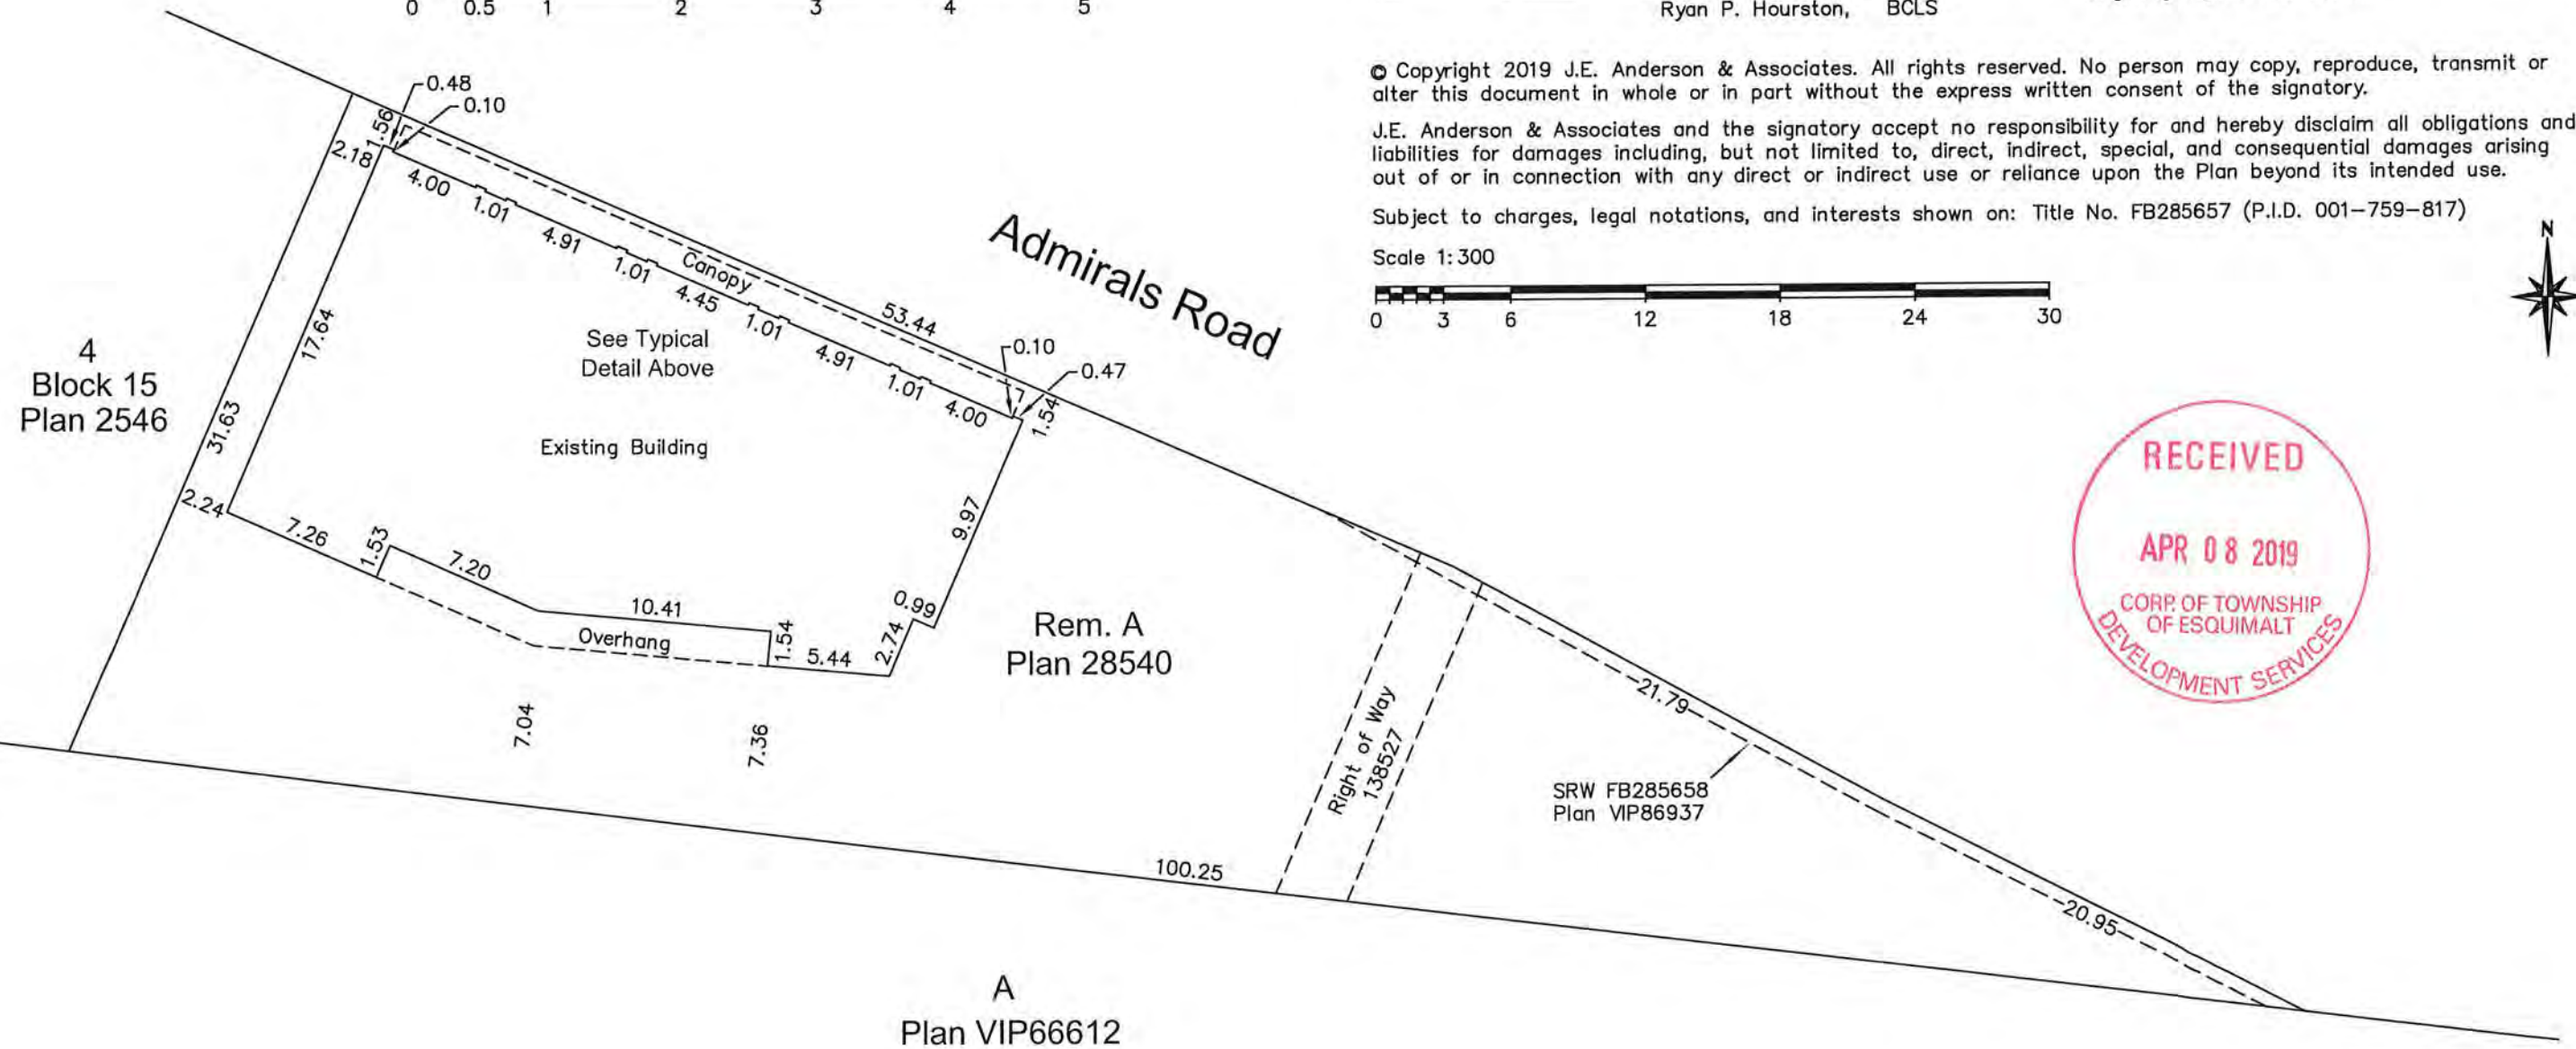 0 0.5 1 2 3 4 5
Ryan P. Hourston, BCLS
© Copyright 2019 J.E. Anderson & Associates. All rights reserved. No person may copy, reproduce, transmit or
alter this document in whole or in part without the express written consent of the signatory.
J.E. Anderson & Associates and the signatory accept no responsibility for and hereby disclaim all obligations and
liabilities for damages including, but not limited to, direct, indirect, special, and consequential damages arising
out of or in connection with any direct or indirect use or reliance upon the Plan beyond its intended use.
Subject to charges, legal notations, and interests shown on: Title No. FB285657 (P.I.D. 001-759-817)
Scale 1:300
0 3 6 12 18 24 30
N
RECEIVED
APR 08 2019
CORP. OF TOWNSHIP
OF ESQUIMALT
DEVELOPMENT SERVICES
0.48
0.10
1.56
2.18
4.00
1.01
4.91
1.01
Canopy
4.45
1.01
4.91
1.01
4.00
53.44
Admirals Road
0.10
0.47
1.54
See Typical
Detail Above
17.64
4
Block 15
Plan 2546
31.63
Existing Building
2.24
7.26
1.53
7.20
10.41
Overhang
1.54
5.44
2.74
0.99
9.97
Rem. A
Plan 28540
7.04
7.36
Right of Way
138527
21.79
SRW FB285658
Plan VIP86937
100.25
20.95
A
Plan VIP66612